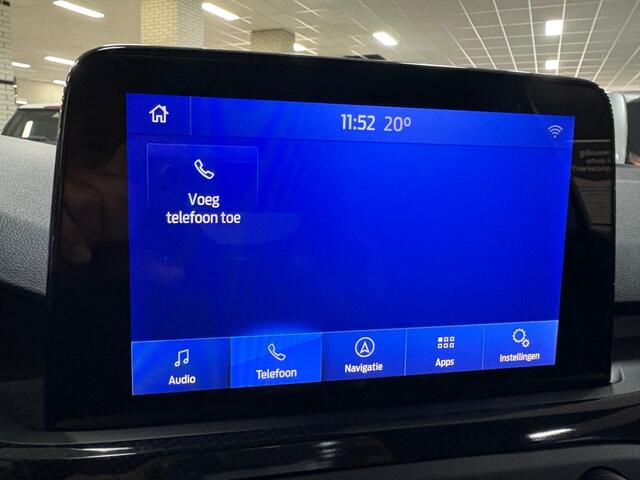 11:52 20°
Voeg
telefoon toe
Audio
Telefoon
Navigatie
Apps
Instellingen